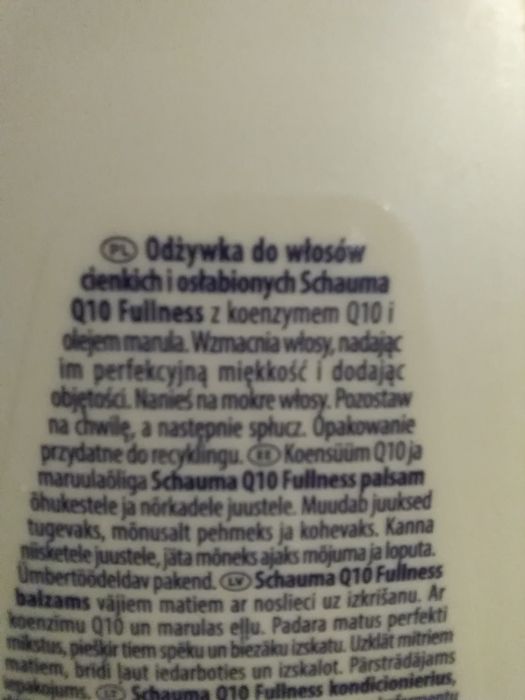 PL Odżywka do włosów
cienkich i osłabionych Schauma
Q10 Fullness z koenzymem Q10 i
olejem marula. Wzmacnia włosy, nadając
im perfekcyjną miękkość i dodając
objętości. Nanieś na mokre włosy. Pozostaw
na chwilę, a następnie spłucz. Opakowanie
przydatne do recyklingu. EE Koensüüm Q10 ja
maruulaõliga Schauma Q10 Fullness palsam
õhukestele ja nõrkadele juustele. Muudab juuksed
tugevaks, mõnusalt pehmeks ja kohevaks. Kanna
niisketele juustele, jäta mõneks ajaks mõjuma ja loputa.
Ümbertöödeldav pakend. LV Schauma Q10 Fullness
balzams vājiem matiem ar noslieci uz izkrišanu. Ar
koenzīmu Q10 un marulas eļļu. Padara matus perfekti
mīkstus, piešķir tiem spēku un biezāku izskatu. Uzklāt mitriem
matiem, brīdi ļaut iedarboties un izskalot. Pārstrādājams
iepakojums. LT Schauma Q10 Fullness kondicionierius,